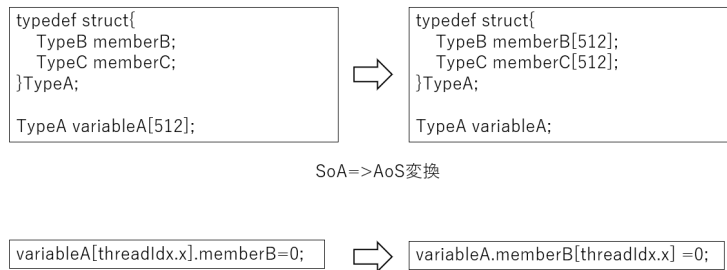 typedef struct{
TypeB memberB;
TypeC memberC;
}TypeA;
TypeA variableA[512];
typedef struct{
TypeB memberB[512];
TypeC memberC[512];
}TypeA;
TypeA variableA;
SoA=>AoS変換
variableA[threadIdx.x].memberB=0;
variableA.memberB[threadIdx.x] =0;